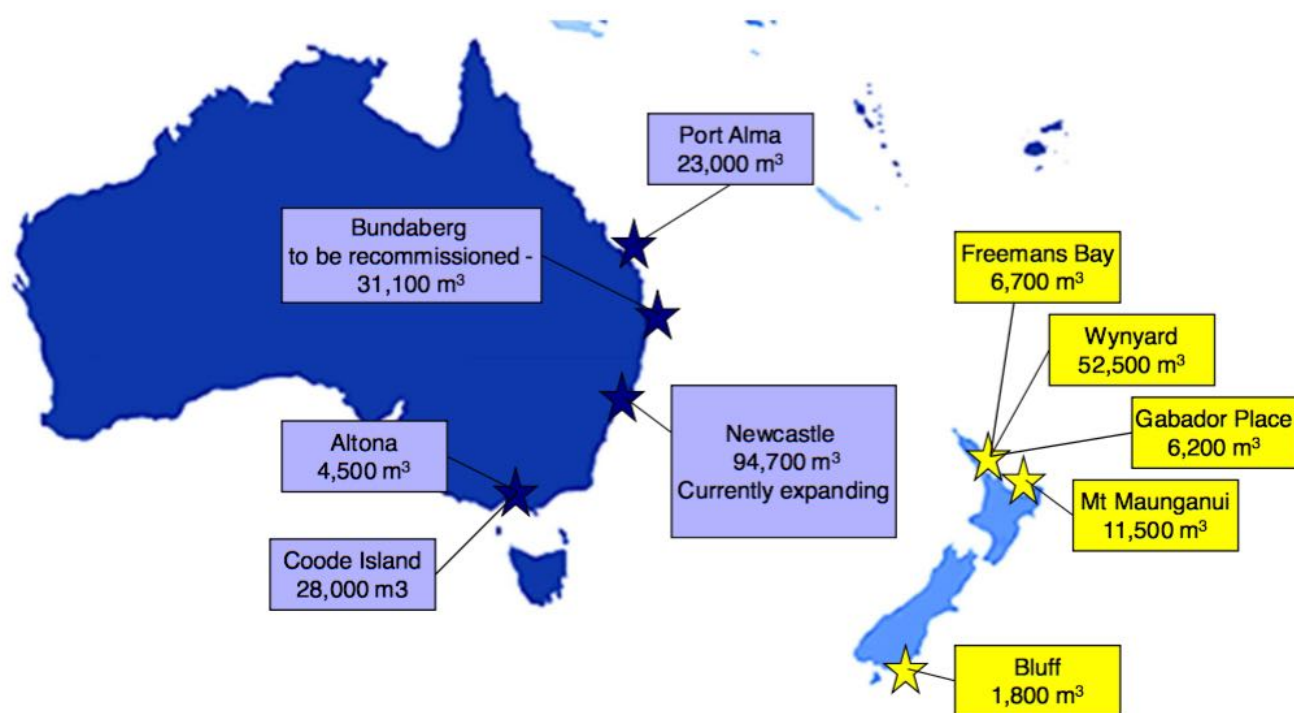 Port Alma
23,000 m³
Bundaberg
to be recommissioned -
31,100 m³
Freemans Bay
6,700 m³
Wynyard
52,500 m³
Gabador Place
6,200 m³
Newcastle
94,700 m³
Currently expanding
Altona
4,500 m³
Mt Maunganui
11,500 m³
Coode Island
28,000 m3
Bluff
1,800 m³